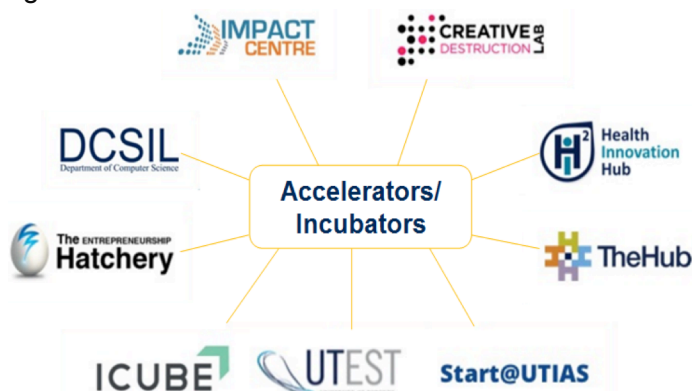 IMPACT
CENTRE
CREATIVE
DESTRUCTION LAB
DCSIL
Department of Computer Science
H2
Health
Innovation
Hub
Accelerators/
Incubators
The ENTREPRENEURSHIP
Hatchery
TheHub
ICUBE
UTEST
Start@UTIAS